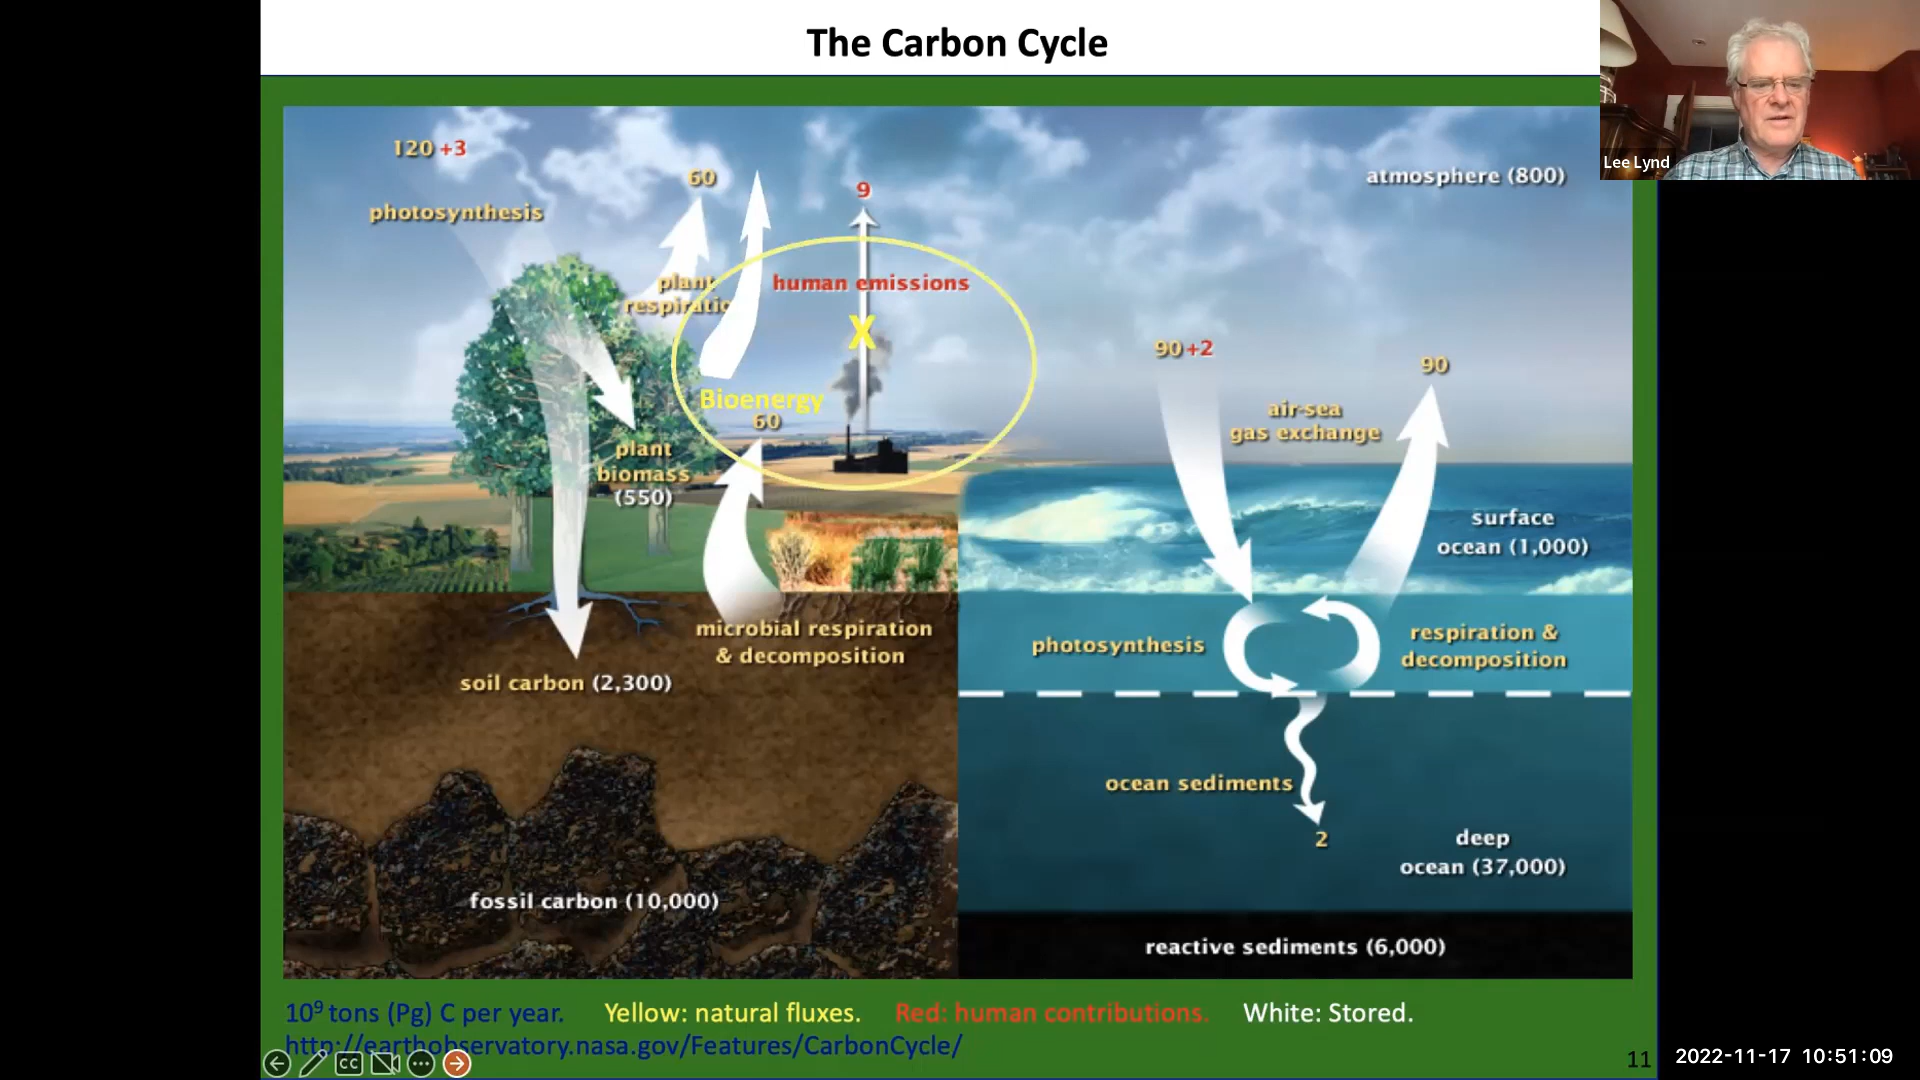 The Carbon Cycle
Lee Lynd
120 +3
photosynthesis
60
plant
respiratio
9
human emissions
X
Bioenergy
60
plant
biomass
(550)
microbial respiration
& decomposition
soil carbon (2,300)
fossil carbon (10,000)
atmosphere (800)
90 +2
90
air-sea
gas exchange
surface
ocean (1,000)
photosynthesis
respiration &
decomposition
ocean sediments
2
deep
ocean (37,000)
reactive sediments (6,000)
10⁹ tons (Pg) C per year. Yellow: natural fluxes. Red: human contributions. White: Stored.
http://earthobservatory.nasa.gov/Features/CarbonCycle/
CC
11
2022-11-17 10:51:09